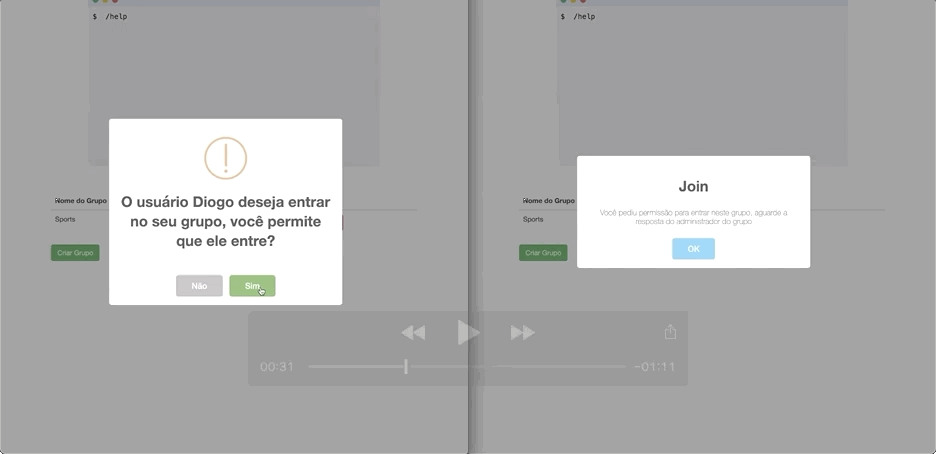 $ /help
O usuário Diogo deseja entrar
no seu grupo, você permite
que ele entre?
Não
Sim
Nome do Grupo
Sports
Criar Grupo
$ /help
Join
Você pediu permissão para entrar neste grupo, aguarde a
resposta do administrador do grupo
OK
Nome do Grupo
Sports
Criar Grupo
00:31
-01:11